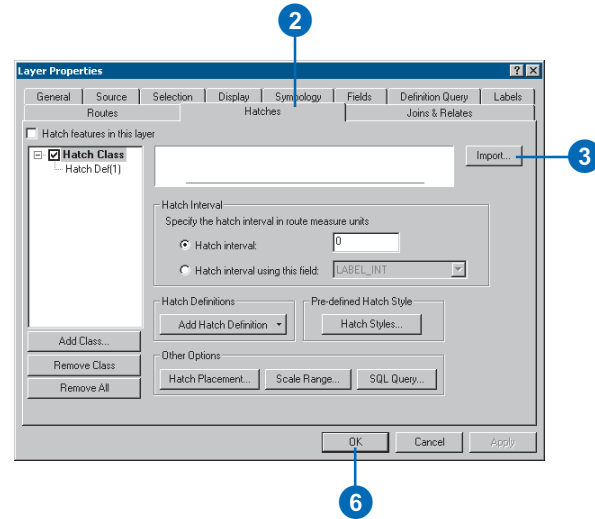 2
Layer Properties
General Source Selection Display Symbology Fields Definition Query Labels
Routes Hatches Joins & Relates
Hatch features in this layer
Hatch Class
Hatch Def(1)
Import...
3
Hatch Interval
Specify the hatch interval in route measure units
Hatch interval: 0
Hatch interval using this field: LABEL_INT
Hatch Definitions
Add Hatch Definition
Pre-defined Hatch Style
Hatch Styles...
Add Class...
Remove Class
Remove All
Other Options
Hatch Placement... Scale Range... SQL Query...
OK Cancel Apply
6